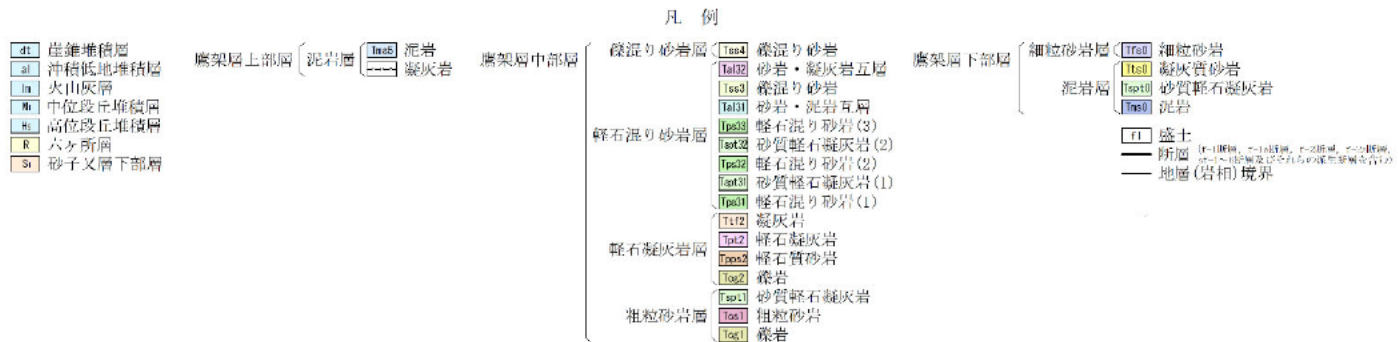 凡 例
dt 崖錐堆積層
al 沖積低地堆積層
lm 火山灰層
中位段丘堆積層
高位段丘堆積層
R 六ヶ所層
砂子又層下部層
鷹架層上部層
泥岩層
Tms5 泥岩
凝灰岩
鷹架層中部層
礫混り砂岩層
Tss4 礫混り砂岩
軽石混り砂岩層
Tal32 砂岩・凝灰岩互層
Tss3 礫混り砂岩
Tal31 砂岩・泥岩互層
Tps33 軽石混り砂岩(3)
Tspt32 砂質軽石凝灰岩(2)
Tps32 軽石混り砂岩(2)
Tspt31 砂質軽石凝灰岩(1)
Tps31 軽石混り砂岩(1)
軽石凝灰岩層
Ttf2 凝灰岩
Tpt2 軽石凝灰岩
Tpps2 軽石質砂岩
Tcg2 礫岩
粗粒砂岩層
Tspt1 砂質軽石凝灰岩
Tcs1 粗粒砂岩
Tcg1 礫岩
鷹架層下部層
細粒砂岩層
Tfs0 細粒砂岩
泥岩層
Tts0 凝灰質砂岩
Tspt0 砂質軽石凝灰岩
Tms0 泥岩
fl 盛土
断層
地層(岩相)境界